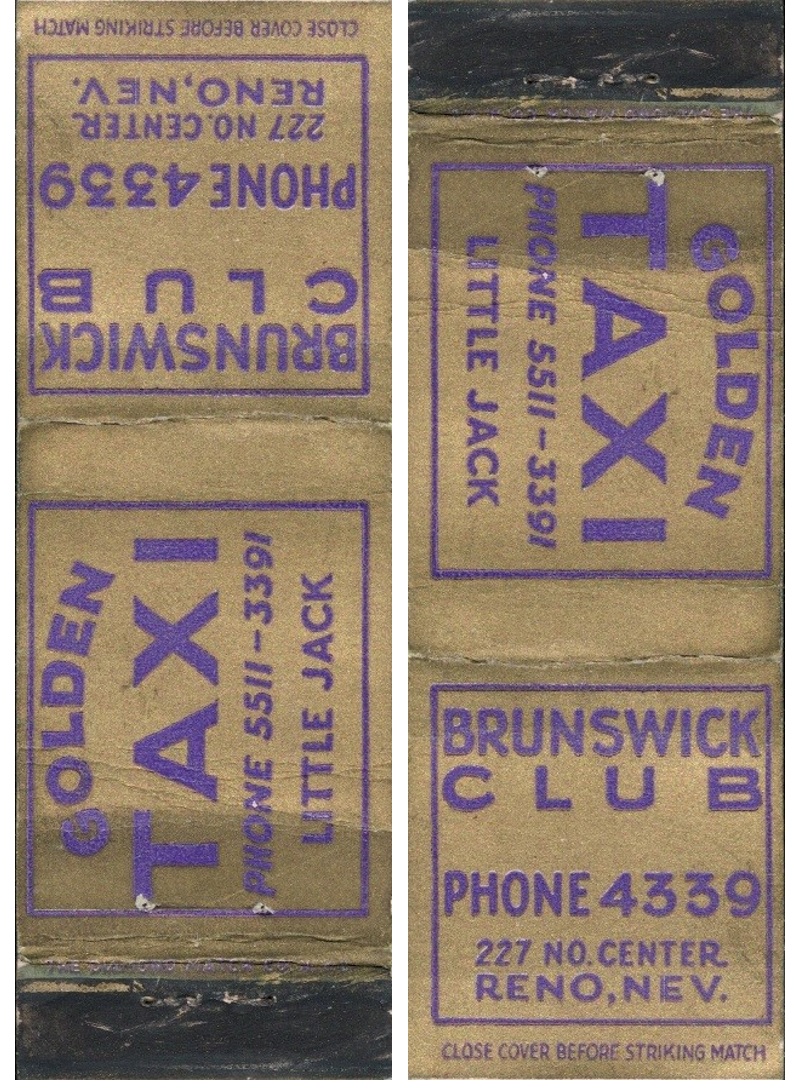 CLOSE COVER BEFORE STRIKING MATCH
BRUNSWICK
CLUB
PHONE 4339
227 NO. CENTER.
RENO, NEV.
GOLDEN
TAXI
PHONE 5511-3391
LITTLE JACK
GOLDEN
TAXI
PHONE 5511-3391
LITTLE JACK
BRUNSWICK
CLUB
PHONE 4339
227 NO. CENTER.
RENO, NEV.
CLOSE COVER BEFORE STRIKING MATCH